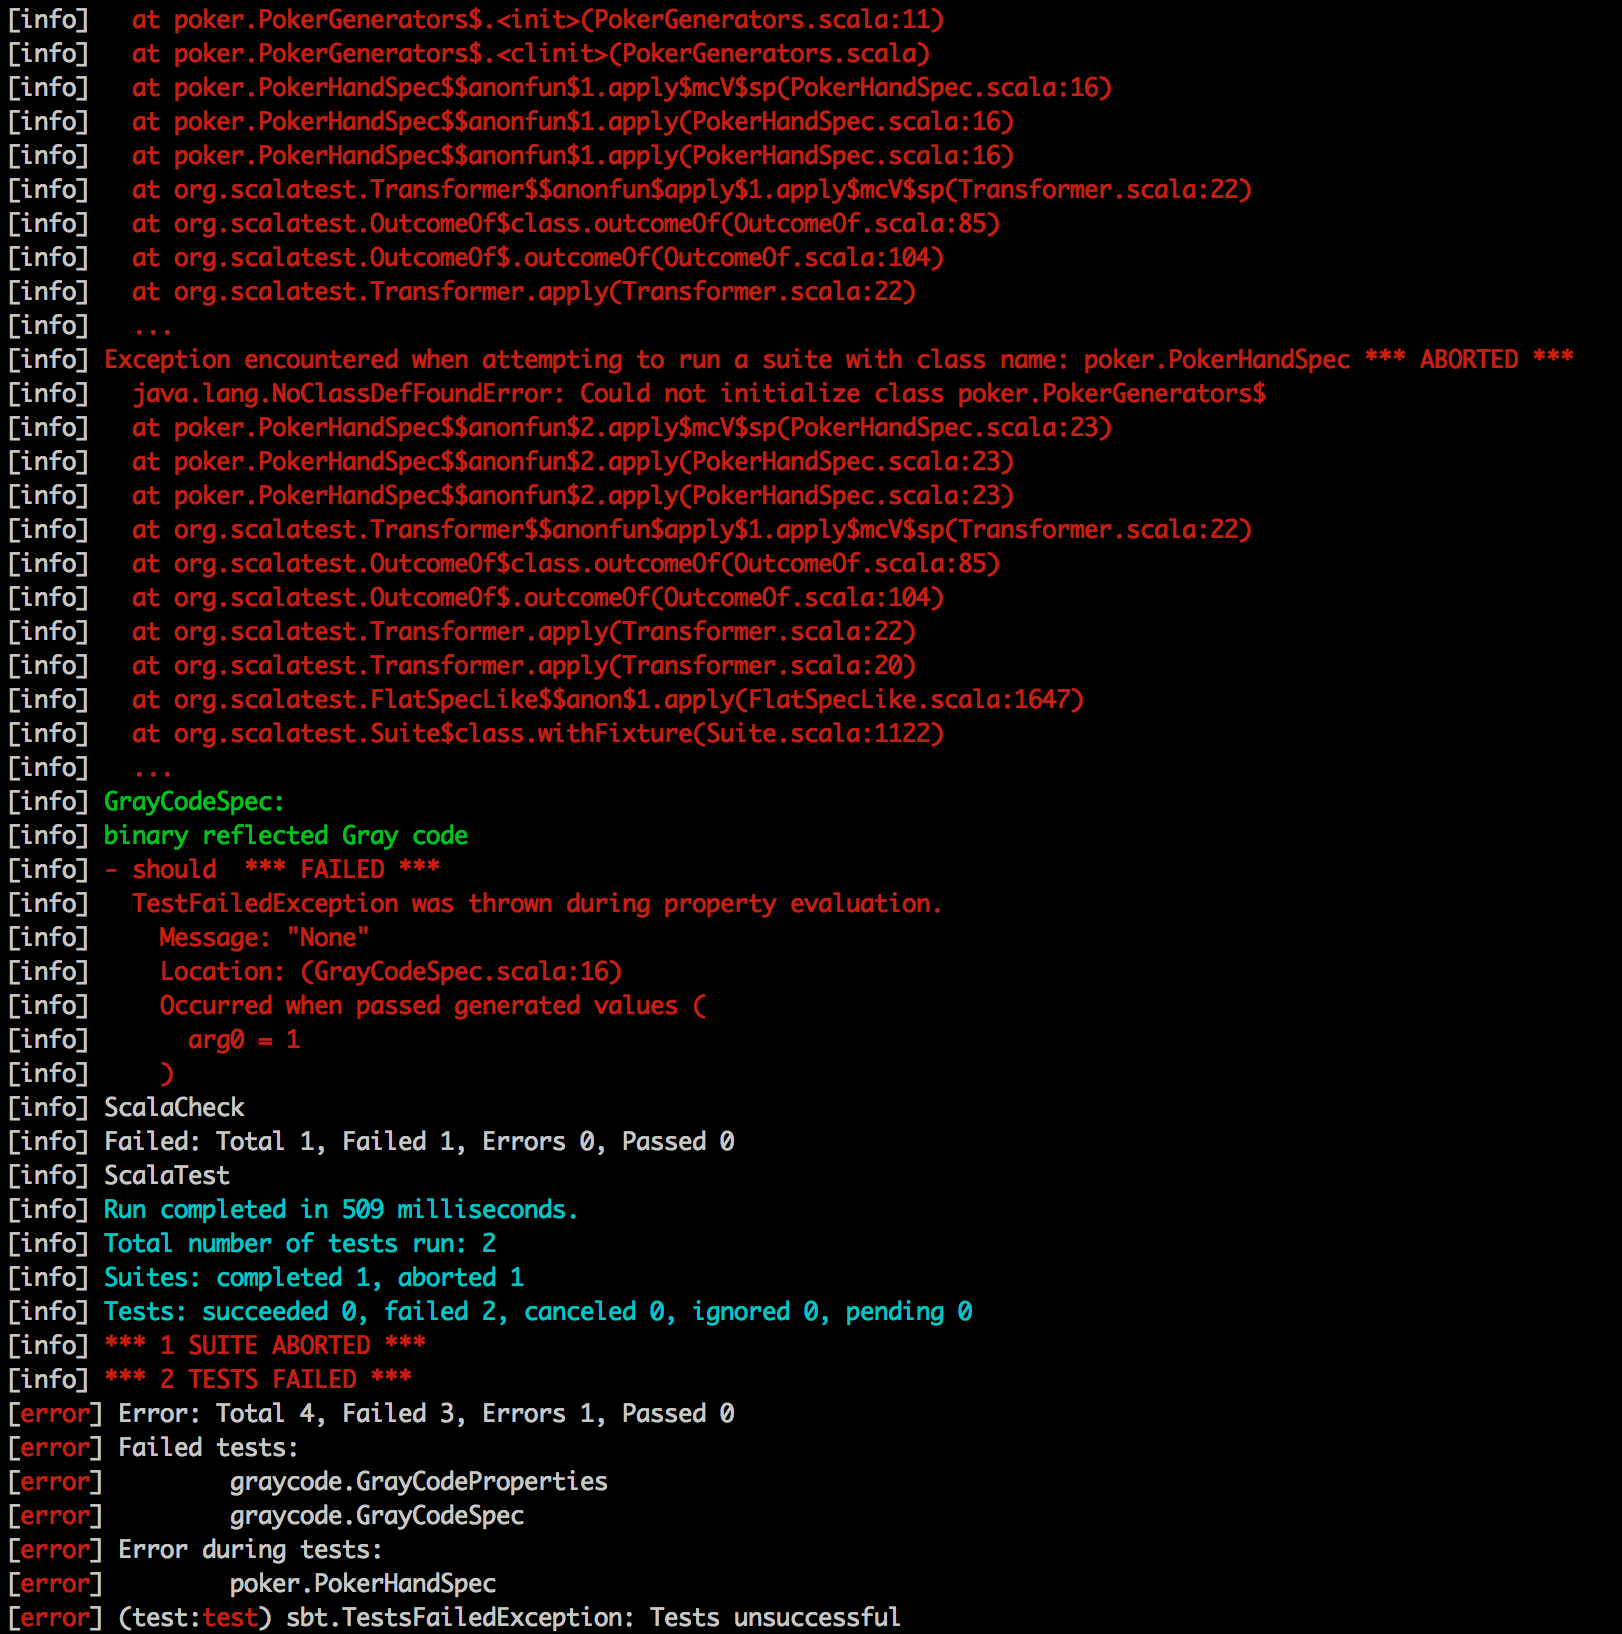 [info]   at poker.PokerGenerators$.<init>(PokerGenerators.scala:11)
[info]   at poker.PokerGenerators$.<clinit>(PokerGenerators.scala)
[info]   at poker.PokerHandSpec$$anonfun$1.apply$mcV$sp(PokerHandSpec.scala:16)
[info]   at poker.PokerHandSpec$$anonfun$1.apply(PokerHandSpec.scala:16)
[info]   at poker.PokerHandSpec$$anonfun$1.apply(PokerHandSpec.scala:16)
[info]   at org.scalatest.Transformer$$anonfun$apply$1.apply$mcV$sp(Transformer.scala:22)
[info]   at org.scalatest.OutcomeOf$class.outcomeOf(OutcomeOf.scala:85)
[info]   at org.scalatest.OutcomeOf$.outcomeOf(OutcomeOf.scala:104)
[info]   at org.scalatest.Transformer.apply(Transformer.scala:22)
[info]   ...
[info] Exception encountered when attempting to run a suite with class name: poker.PokerHandSpec *** ABORTED ***
[info]   java.lang.NoClassDefFoundError: Could not initialize class poker.PokerGenerators$
[info]   at poker.PokerHandSpec$$anonfun$2.apply$mcV$sp(PokerHandSpec.scala:23)
[info]   at poker.PokerHandSpec$$anonfun$2.apply(PokerHandSpec.scala:23)
[info]   at poker.PokerHandSpec$$anonfun$2.apply(PokerHandSpec.scala:23)
[info]   at org.scalatest.Transformer$$anonfun$apply$1.apply$mcV$sp(Transformer.scala:22)
[info]   at org.scalatest.OutcomeOf$class.outcomeOf(OutcomeOf.scala:85)
[info]   at org.scalatest.OutcomeOf$.outcomeOf(OutcomeOf.scala:104)
[info]   at org.scalatest.Transformer.apply(Transformer.scala:22)
[info]   at org.scalatest.Transformer.apply(Transformer.scala:20)
[info]   at org.scalatest.FlatSpecLike$$anon$1.apply(FlatSpecLike.scala:1647)
[info]   at org.scalatest.Suite$class.withFixture(Suite.scala:1122)
[info]   ...
[info] GrayCodeSpec:
[info] binary reflected Gray code
[info] - should  *** FAILED ***
[info]   TestFailedException was thrown during property evaluation.
[info]     Message: "None"
[info]     Location: (GrayCodeSpec.scala:16)
[info]     Occurred when passed generated values (
[info]       arg0 = 1
[info]     )
[info] ScalaCheck
[info] Failed: Total 1, Failed 1, Errors 0, Passed 0
[info] ScalaTest
[info] Run completed in 509 milliseconds.
[info] Total number of tests run: 2
[info] Suites: completed 1, aborted 1
[info] Tests: succeeded 0, failed 2, canceled 0, ignored 0, pending 0
[info] *** 1 SUITE ABORTED ***
[info] *** 2 TESTS FAILED ***
[error] Error: Total 4, Failed 3, Errors 1, Passed 0
[error] Failed tests:
[error]         graycode.GrayCodeProperties
[error]         graycode.GrayCodeSpec
[error] Error during tests:
[error]         poker.PokerHandSpec
[error] (test:test) sbt.TestsFailedException: Tests unsuccessful